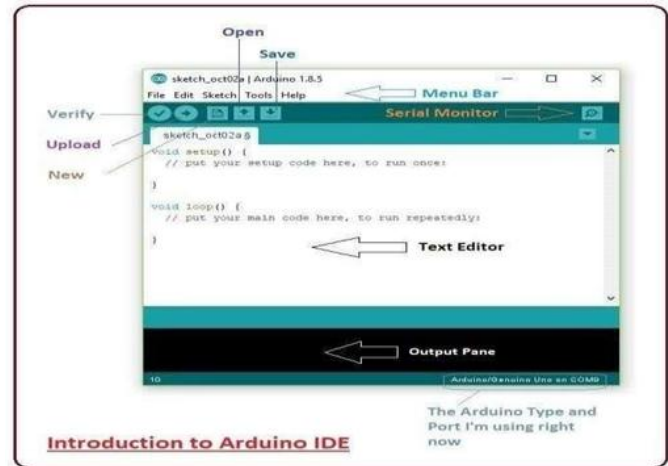 Open
Save
sketch_oct02a | Arduino 1.8.5
File Edit Sketch Tools Help
Menu Bar
Verify
Serial Monitor
Upload
sketch_oct02a §
New
void setup() {
// put your setup code here, to run once:
}
void loop() {
// put your main code here, to run repeatedly:
}
Text Editor
Output Pane
10
Arduino/Genuino Uno on COM9
The Arduino Type and
Port I'm using right
now
Introduction to Arduino IDE